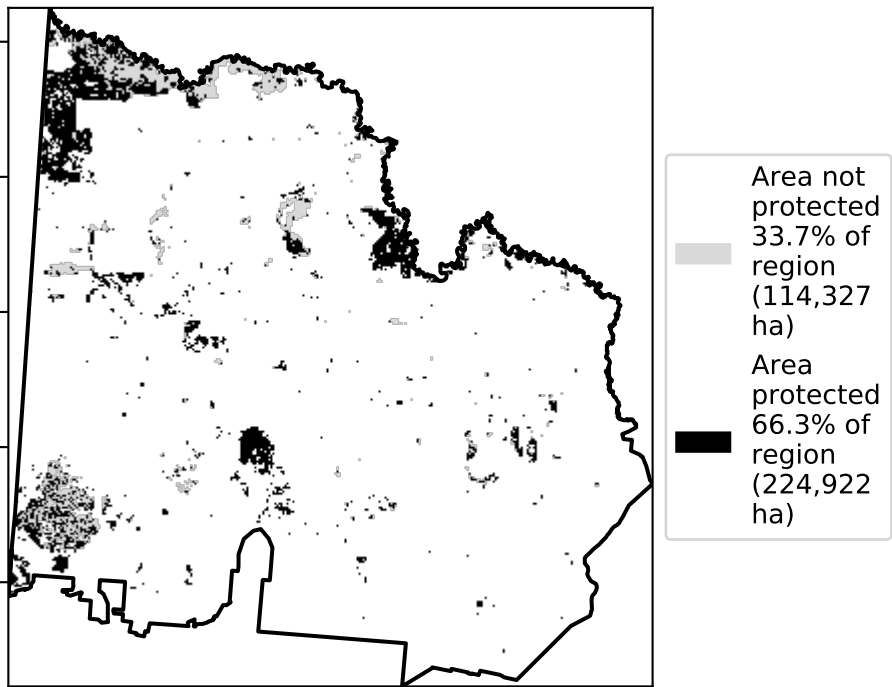 Area not
protected
33.7% of
region
(114,327
ha)
Area
protected
66.3% of
region
(224,922
ha)